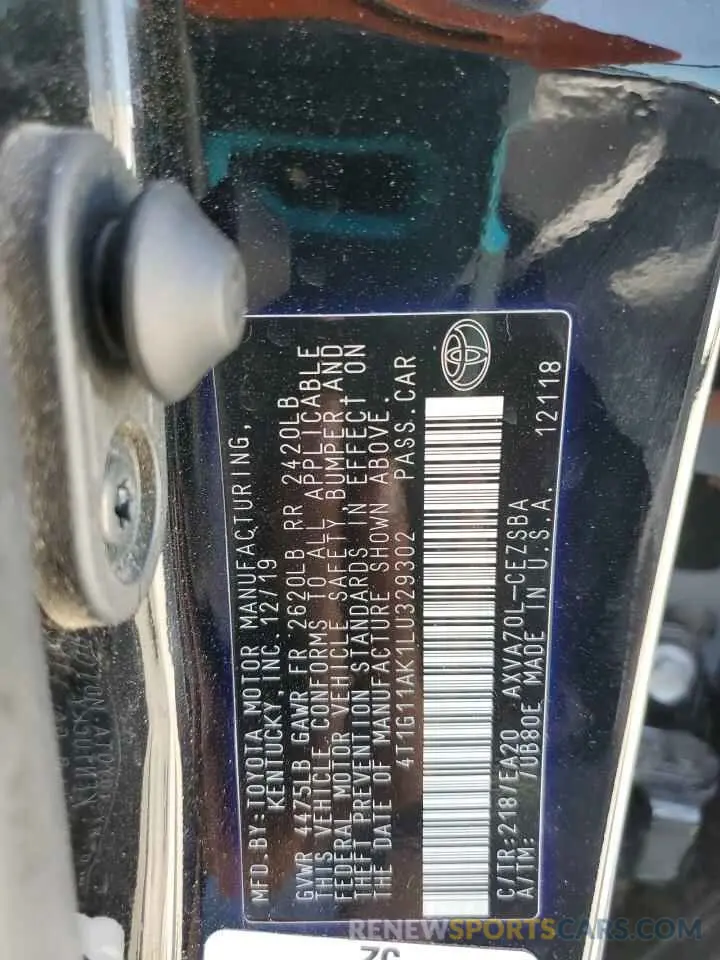 MFD. BY: TOYOTA MOTOR MANUFACTURING,
KENTUCKY, INC. 12/19
GVWR 4475LB GAWR FR 2620LB RR 2420LB
THIS VEHICLE CONFORMS TO ALL APPLICABLE
FEDERAL MOTOR VEHICLE SAFETY, BUMPER AND
THEFT PREVENTION STANDARDS IN EFFECT ON
THE DATE OF MANUFACTURE SHOWN ABOVE.
4T1G11AK1LU329302 PASS.CAR
C/TR:218/EA20 AXVA70L-CEZSBA
A/TM: /UB80E MADE IN U.S.A.
12118
RENEWSPORTSCARS.COM